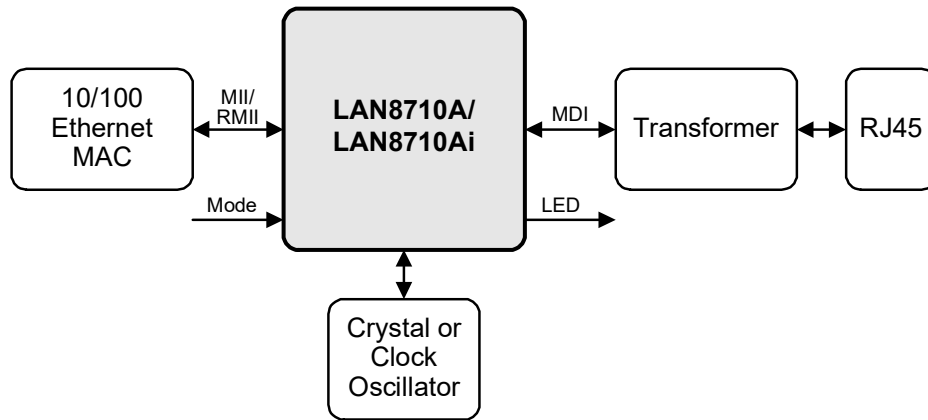 10/100
Ethernet
MAC
MII/
RMII
Mode
LAN8710A/
LAN8710Ai
MDI
LED
Transformer
RJ45
Crystal or
Clock
Oscillator